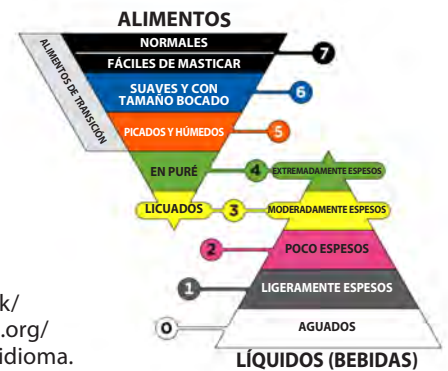 ALIMENTOS
NORMALES
7
FÁCILES DE MASTICAR
ALIMENTOS DE TRANSICIÓN
SUAVES Y CON
TAMAÑO BOCADO
6
PICADOS Y HÚMEDOS
5
EN PURÉ
4
EXTREMADAMENTE ESPESOS
LICUADOS
3
MODERADAMENTE ESPESOS
2
POCO ESPESOS
1
LIGERAMENTE ESPESOS
0
AGUADOS
LÍQUIDOS (BEBIDAS)
k/
.org/
idioma.